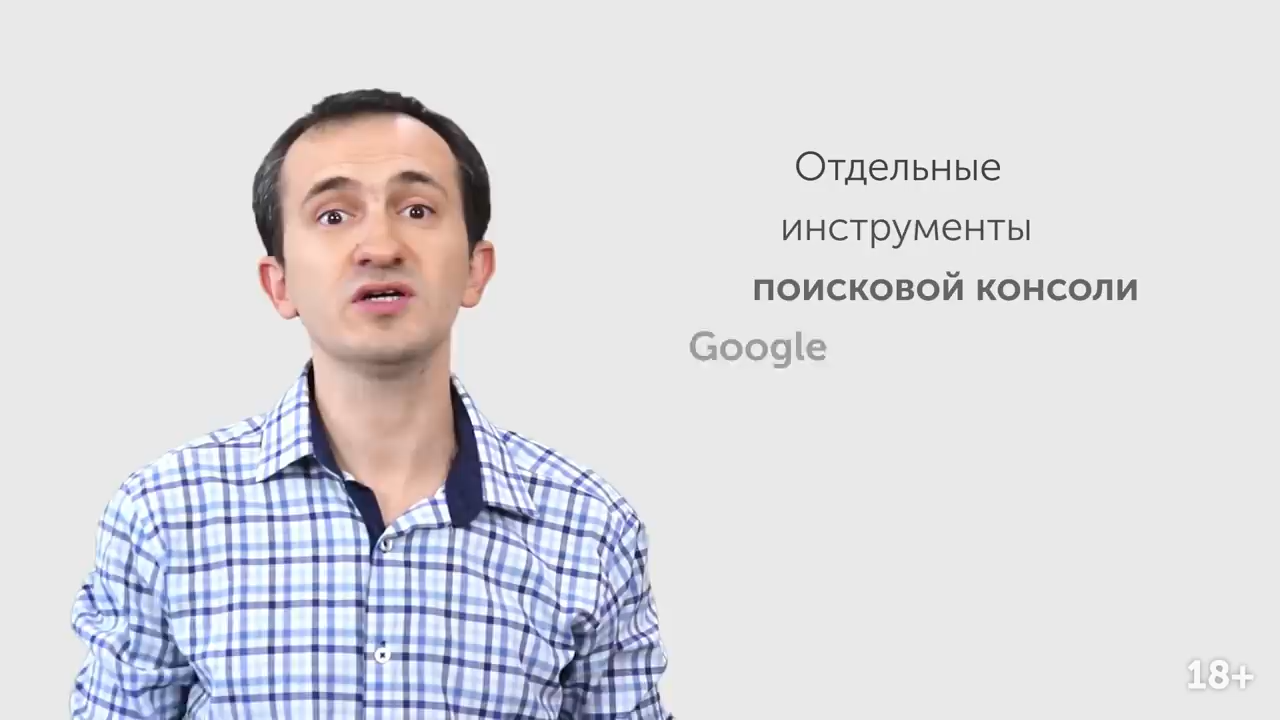 Отдельные
инструменты
поисковой консоли
Google
18+